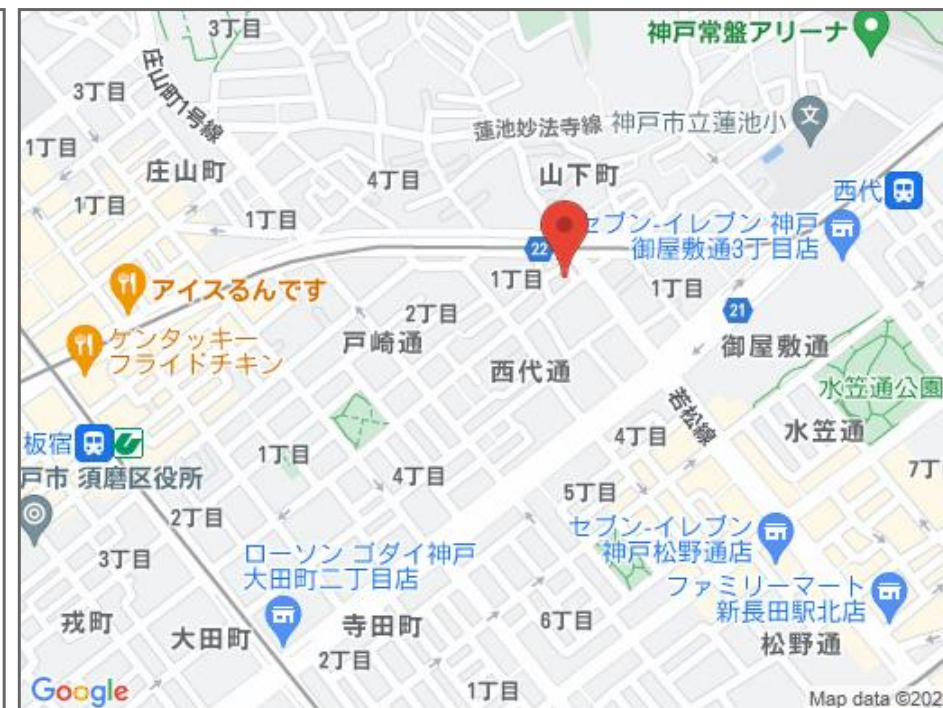 3丁目
神戸常盤アリーナ
庄山町1号線
3丁目
蓮池妙法寺線
神戸市立蓮池小
1丁目
庄山町
4丁目
山下町
西代
1丁目
1丁目
セブン-イレブン 神戸
御屋敷通3丁目店
22
1丁目
1丁目
アイスるんです
2丁目
21
ケンタッキー
フライドチキン
戸崎通
西代通
御屋敷通
水笠通公園
若松線
水笠通
板宿
1丁目
4丁目
7丁
戸市 須磨区役所
4丁目
5丁目
2丁目
セブン-イレブン
神戸松野通店
3丁目
ローソン ゴダイ神戸
大田町二丁目店
ファミリーマート
新長田駅北店
戎町
大田町
寺田町
6丁目
松野通
2丁目
1丁目
Google
Map data ©202